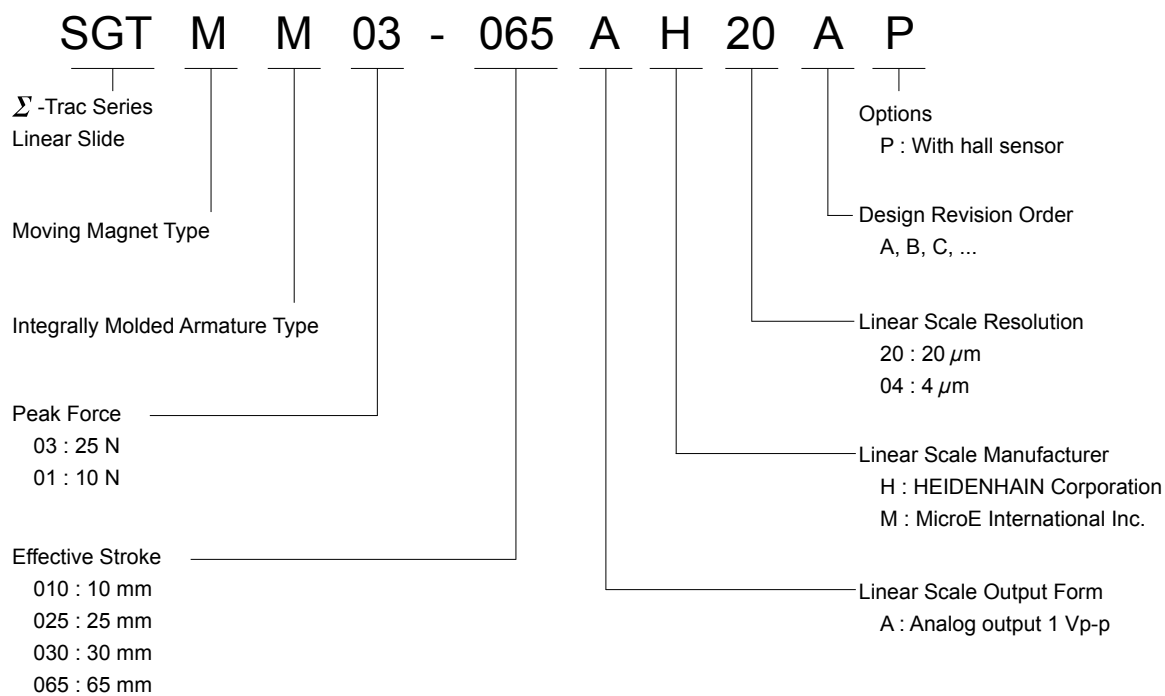 SGT M M 03 - 065 A H 20 A P
Σ -Trac Series
Linear Slide
Moving Magnet Type
Integrally Molded Armature Type
Peak Force
03 : 25 N
01 : 10 N
Effective Stroke
010 : 10 mm
025 : 25 mm
030 : 30 mm
065 : 65 mm
Options
P : With hall sensor
Design Revision Order
A, B, C, ...
Linear Scale Resolution
20 : 20 μm
04 : 4 μm
Linear Scale Manufacturer
H : HEIDENHAIN Corporation
M : MicroE International Inc.
Linear Scale Output Form
A : Analog output 1 Vp-p